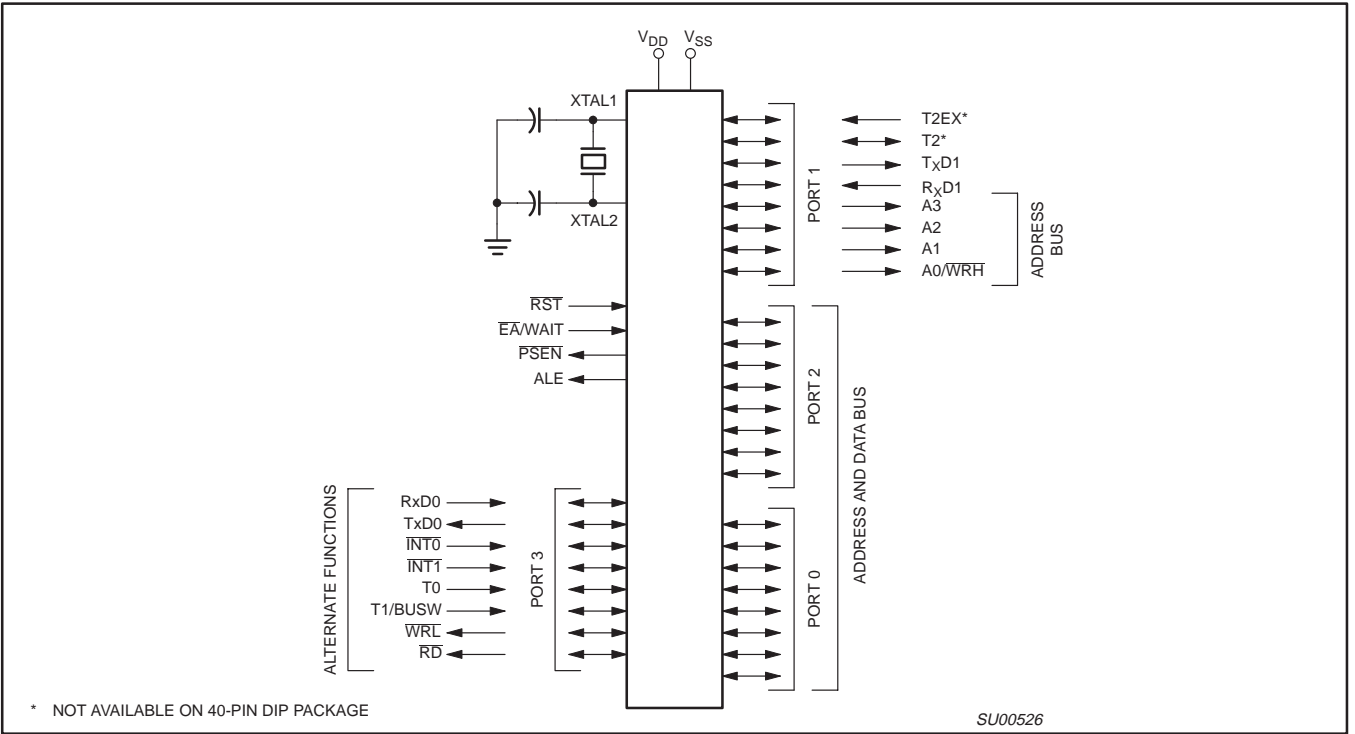 VDD VSS
XTAL1
XTAL2
RST
EA/WAIT
PSEN
ALE
PORT 1
T2EX*
T2*
TXD1
RXD1
A3
A2
A1
A0/WRH
ADDRESS
BUS
PORT 2
ADDRESS AND DATA BUS
PORT 0
ALTERNATE FUNCTIONS
RxD0
TxD0
INT0
INT1
T0
T1/BUSW
WRL
RD
PORT 3
* NOT AVAILABLE ON 40-PIN DIP PACKAGE
SU00526